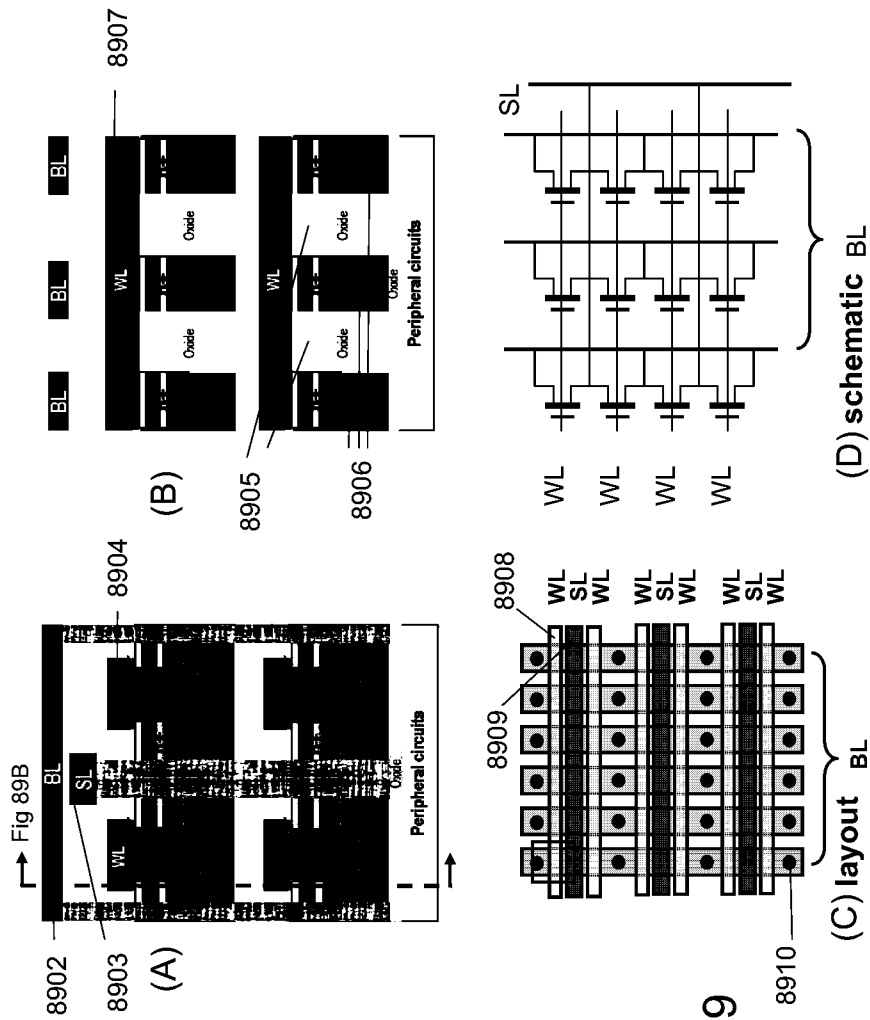 8902
BL
Fig 89B
8903
SL
8904
WL
Oxide
Peripheral circuits
(A)
BL
BL
BL
8907
WL
Oxide
Oxide
(B)
WL
8905
Oxide
Oxide
8906
Oxide
Peripheral circuits
8908
8909
WL
SL
WL
WL
SL
WL
WL
SL
WL
9
8910
(C) layout BL
SL
WL
WL
WL
WL
(D) schematic BL